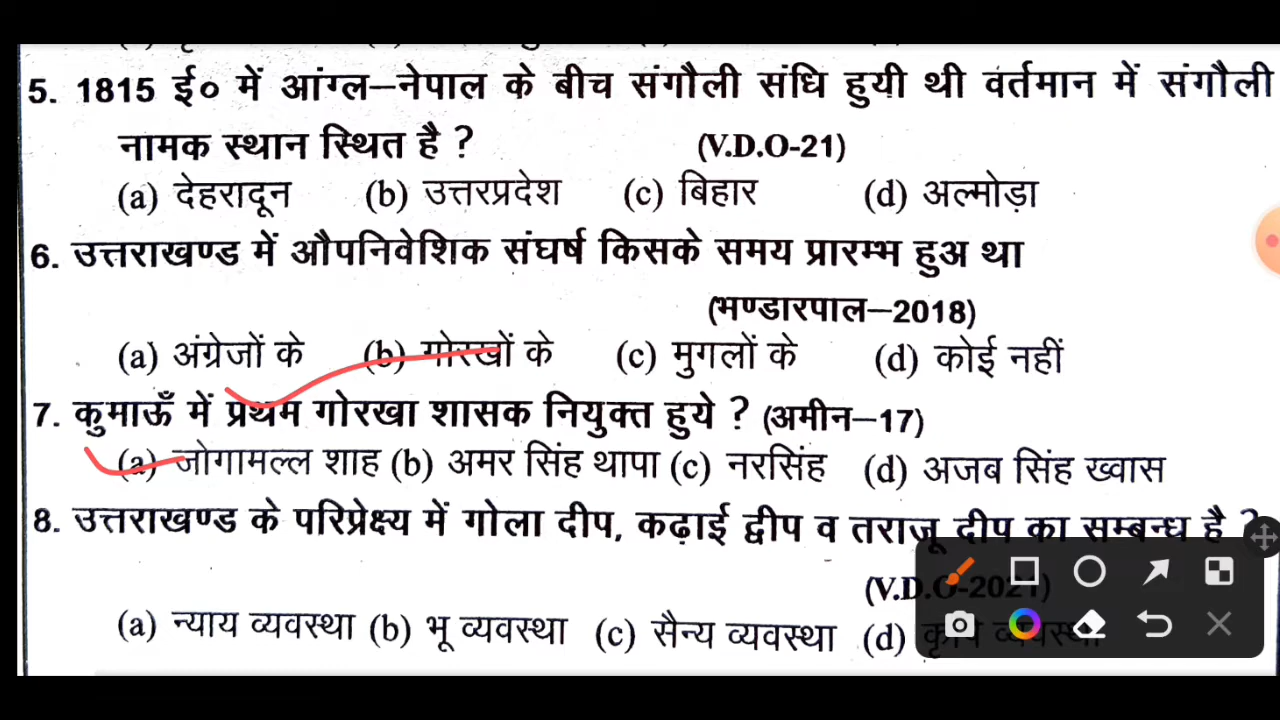 5. 1815 ई० में आंग्ल–नेपाल के बीच संगौली संधि हुयी थी वर्तमान में संगौली
नामक स्थान स्थित है ? (V.D.O-21)
(a) देहरादून (b) उत्तरप्रदेश (c) बिहार (d) अल्मोड़ा
6. उत्तराखण्ड में औपनिवेशिक संघर्ष किसके समय प्रारम्भ हुअ था
(भण्डारपाल–2018)
(a) अंग्रेजों के (b) गोरखों के (c) मुगलों के (d) कोई नहीं
7. कुमाऊँ में प्रथम गोरखा शासक नियुक्त हुये ? (अमीन–17)
(a) जोगामल्ल शाह (b) अमर सिंह थापा (c) नरसिंह (d) अजब सिंह ख्वास
8. उत्तराखण्ड के परिप्रेक्ष्य में गोला दीप, कढ़ाई द्वीप व तराजू दीप का सम्बन्ध है ?
(V.D.O-2021)
(a) न्याय व्यवस्था (b) भू व्यवस्था (c) सैन्य व्यवस्था (d) कृषि व्यवस्था